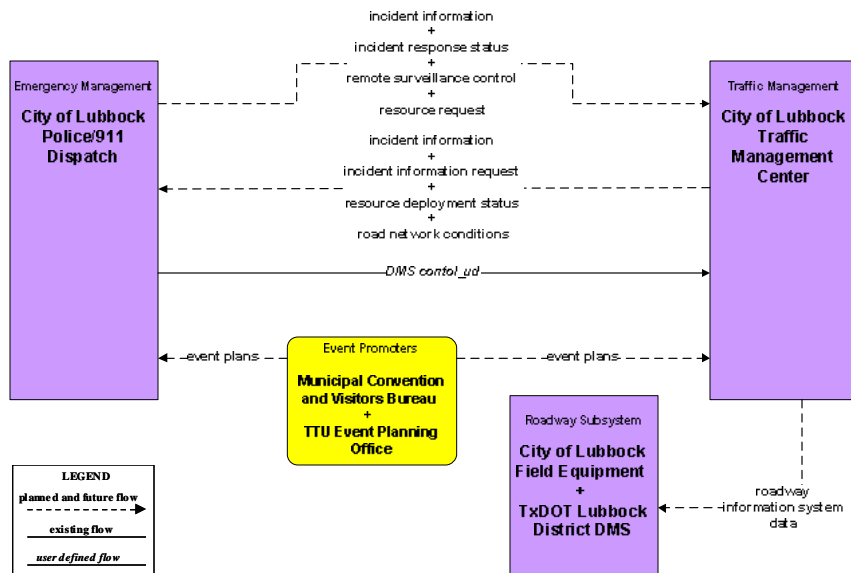 incident information
+
incident response status
+
remote surveillance control
+
resource request
Emergency Management
City of Lubbock
Police/911
Dispatch
Traffic Management
City of Lubbock
Traffic
Management
Center
incident information
+
incident information request
+
resource deployment status
+
road network conditions
DMS contol_ud
event plans
Event Promoters
Municipal Convention
and Visitors Bureau
+
TTU Event Planning
Office
event plans
Roadway Subsystem
City of Lubbock
Field Equipment
+
TxDOT Lubbock
District DMS
roadway
information system
data
LEGEND
planned and future flow
existing flow
user defined flow